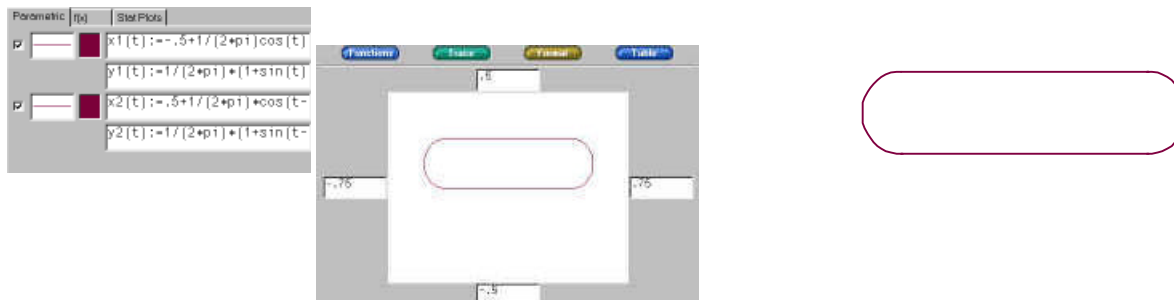 Parametric f(x) Stat Plots
x1(t):=-.5+1/(2*pi)cos(t)
y1(t):=1/(2*pi)*(1+sin(t)
x2(t):=.5+1/(2*pi)*cos(t-
y2(t):=1/(2*pi)*(1+sin(t-
Functions Trace Format Table
.5
-.75 .75
-.5